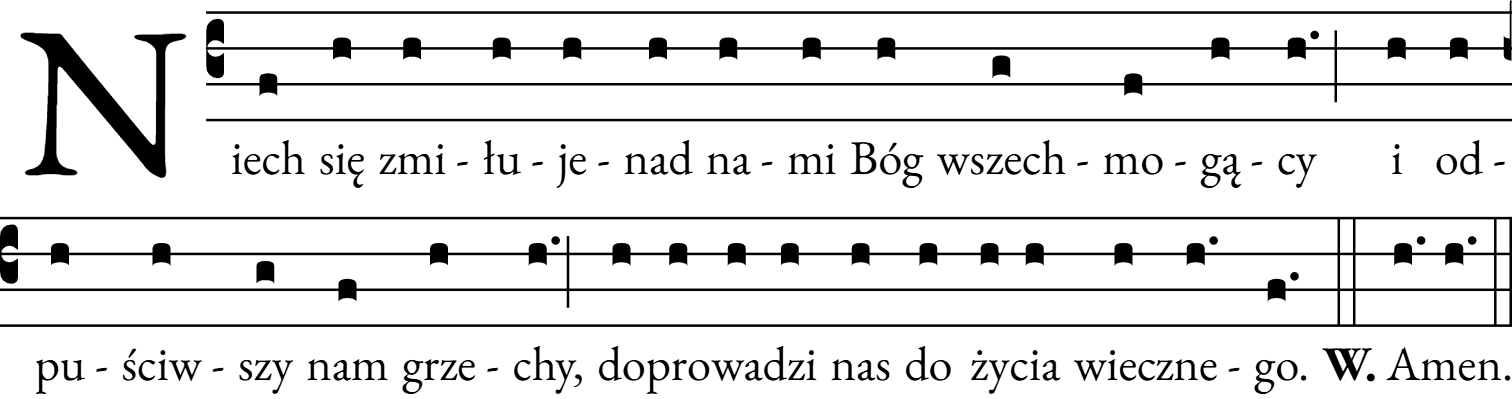 Niech się zmi - łu - je - nad na - mi Bóg wszech - mo - gą - cy i od -
pu - ściw - szy nam grze - chy, doprowadzi nas do życia wieczne - go. W. Amen.